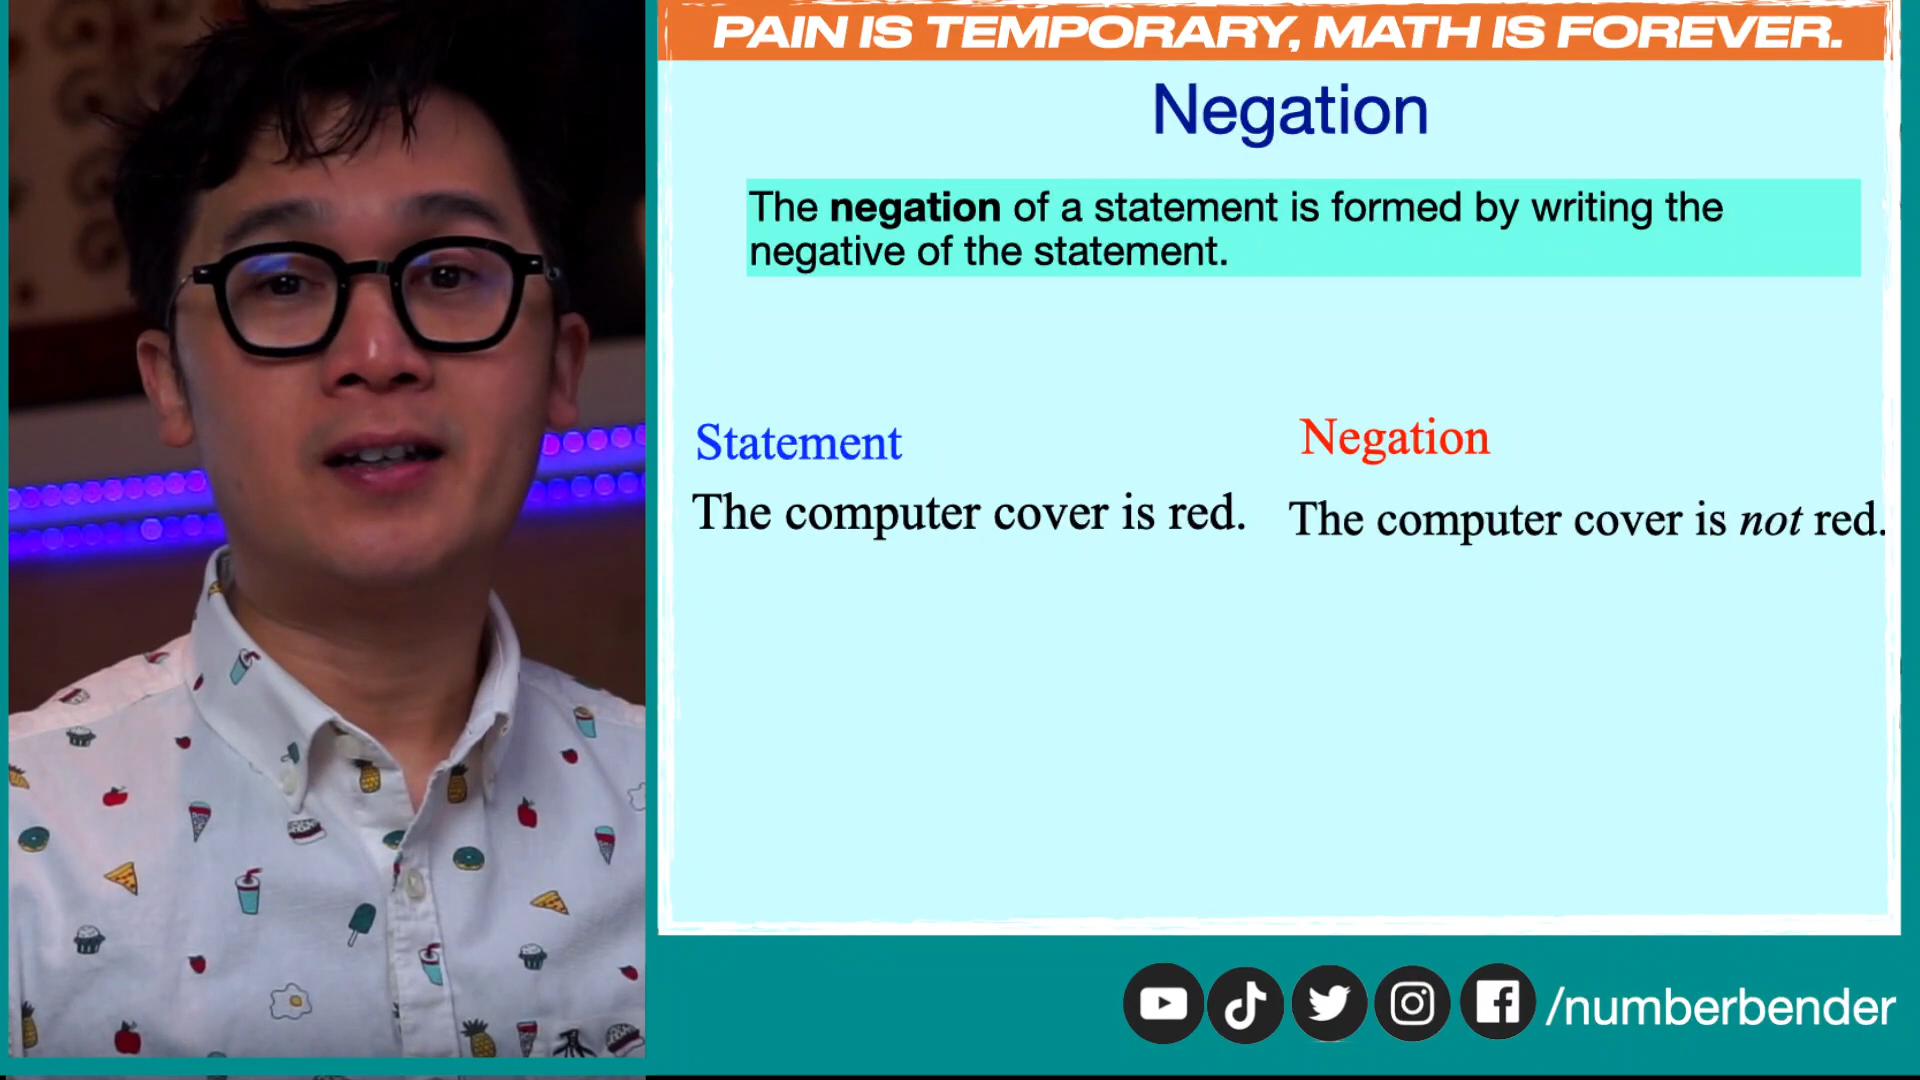 PAIN IS TEMPORARY, MATH IS FOREVER.
Negation
The negation of a statement is formed by writing the
negative of the statement.
Statement
Negation
The computer cover is red.
The computer cover is not red.
/numberbender